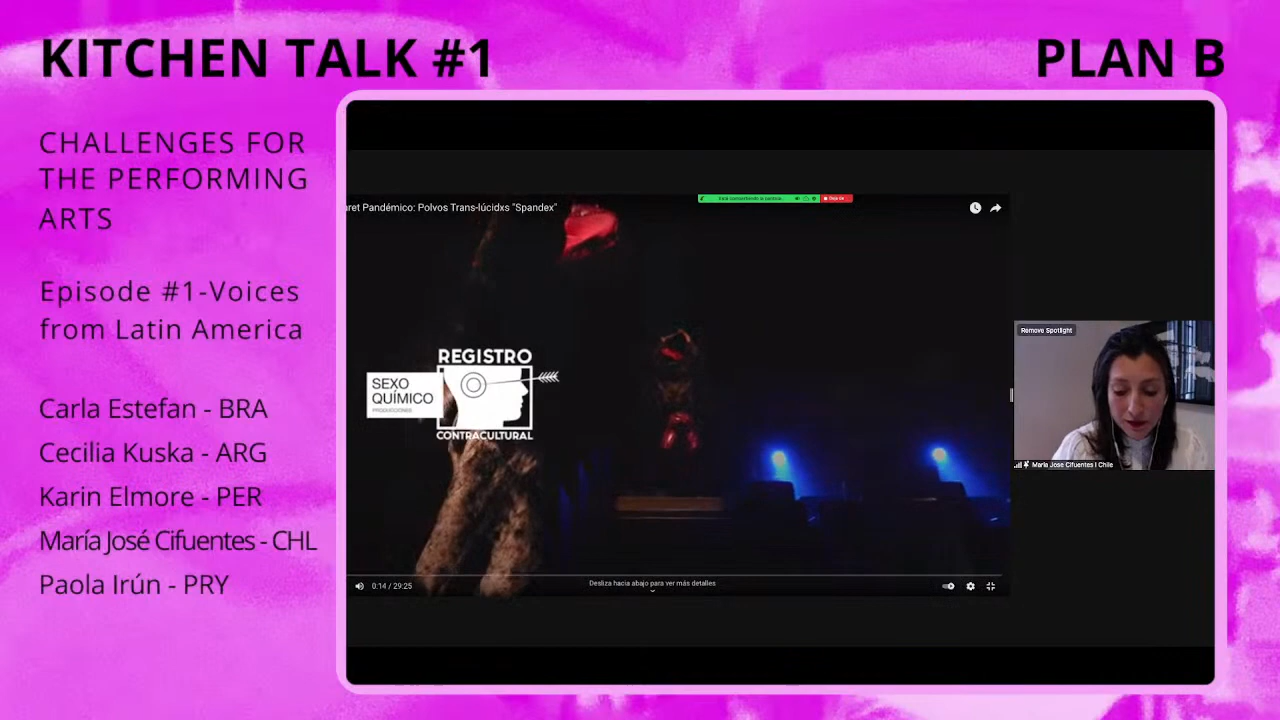 KITCHEN TALK #1
PLAN B
CHALLENGES FOR
THE PERFORMING
ARTS
Episode #1-Voices
from Latin America
Carla Estefan - BRA
Cecilia Kuska - ARG
Karin Elmore - PER
María José Cifuentes - CHL
Paola Irún - PRY
aret Pandémico: Polvos Trans-lúcidxs "Spandex"
REGISTRO
SEXO
QUÍMICO
PRODUCCIONES
CONTRACULTURAL
0:14 / 29:25
Desliza hacia abajo para ver más detalles
Remove Spotlight
Maria Jose Cifuentes I Chile